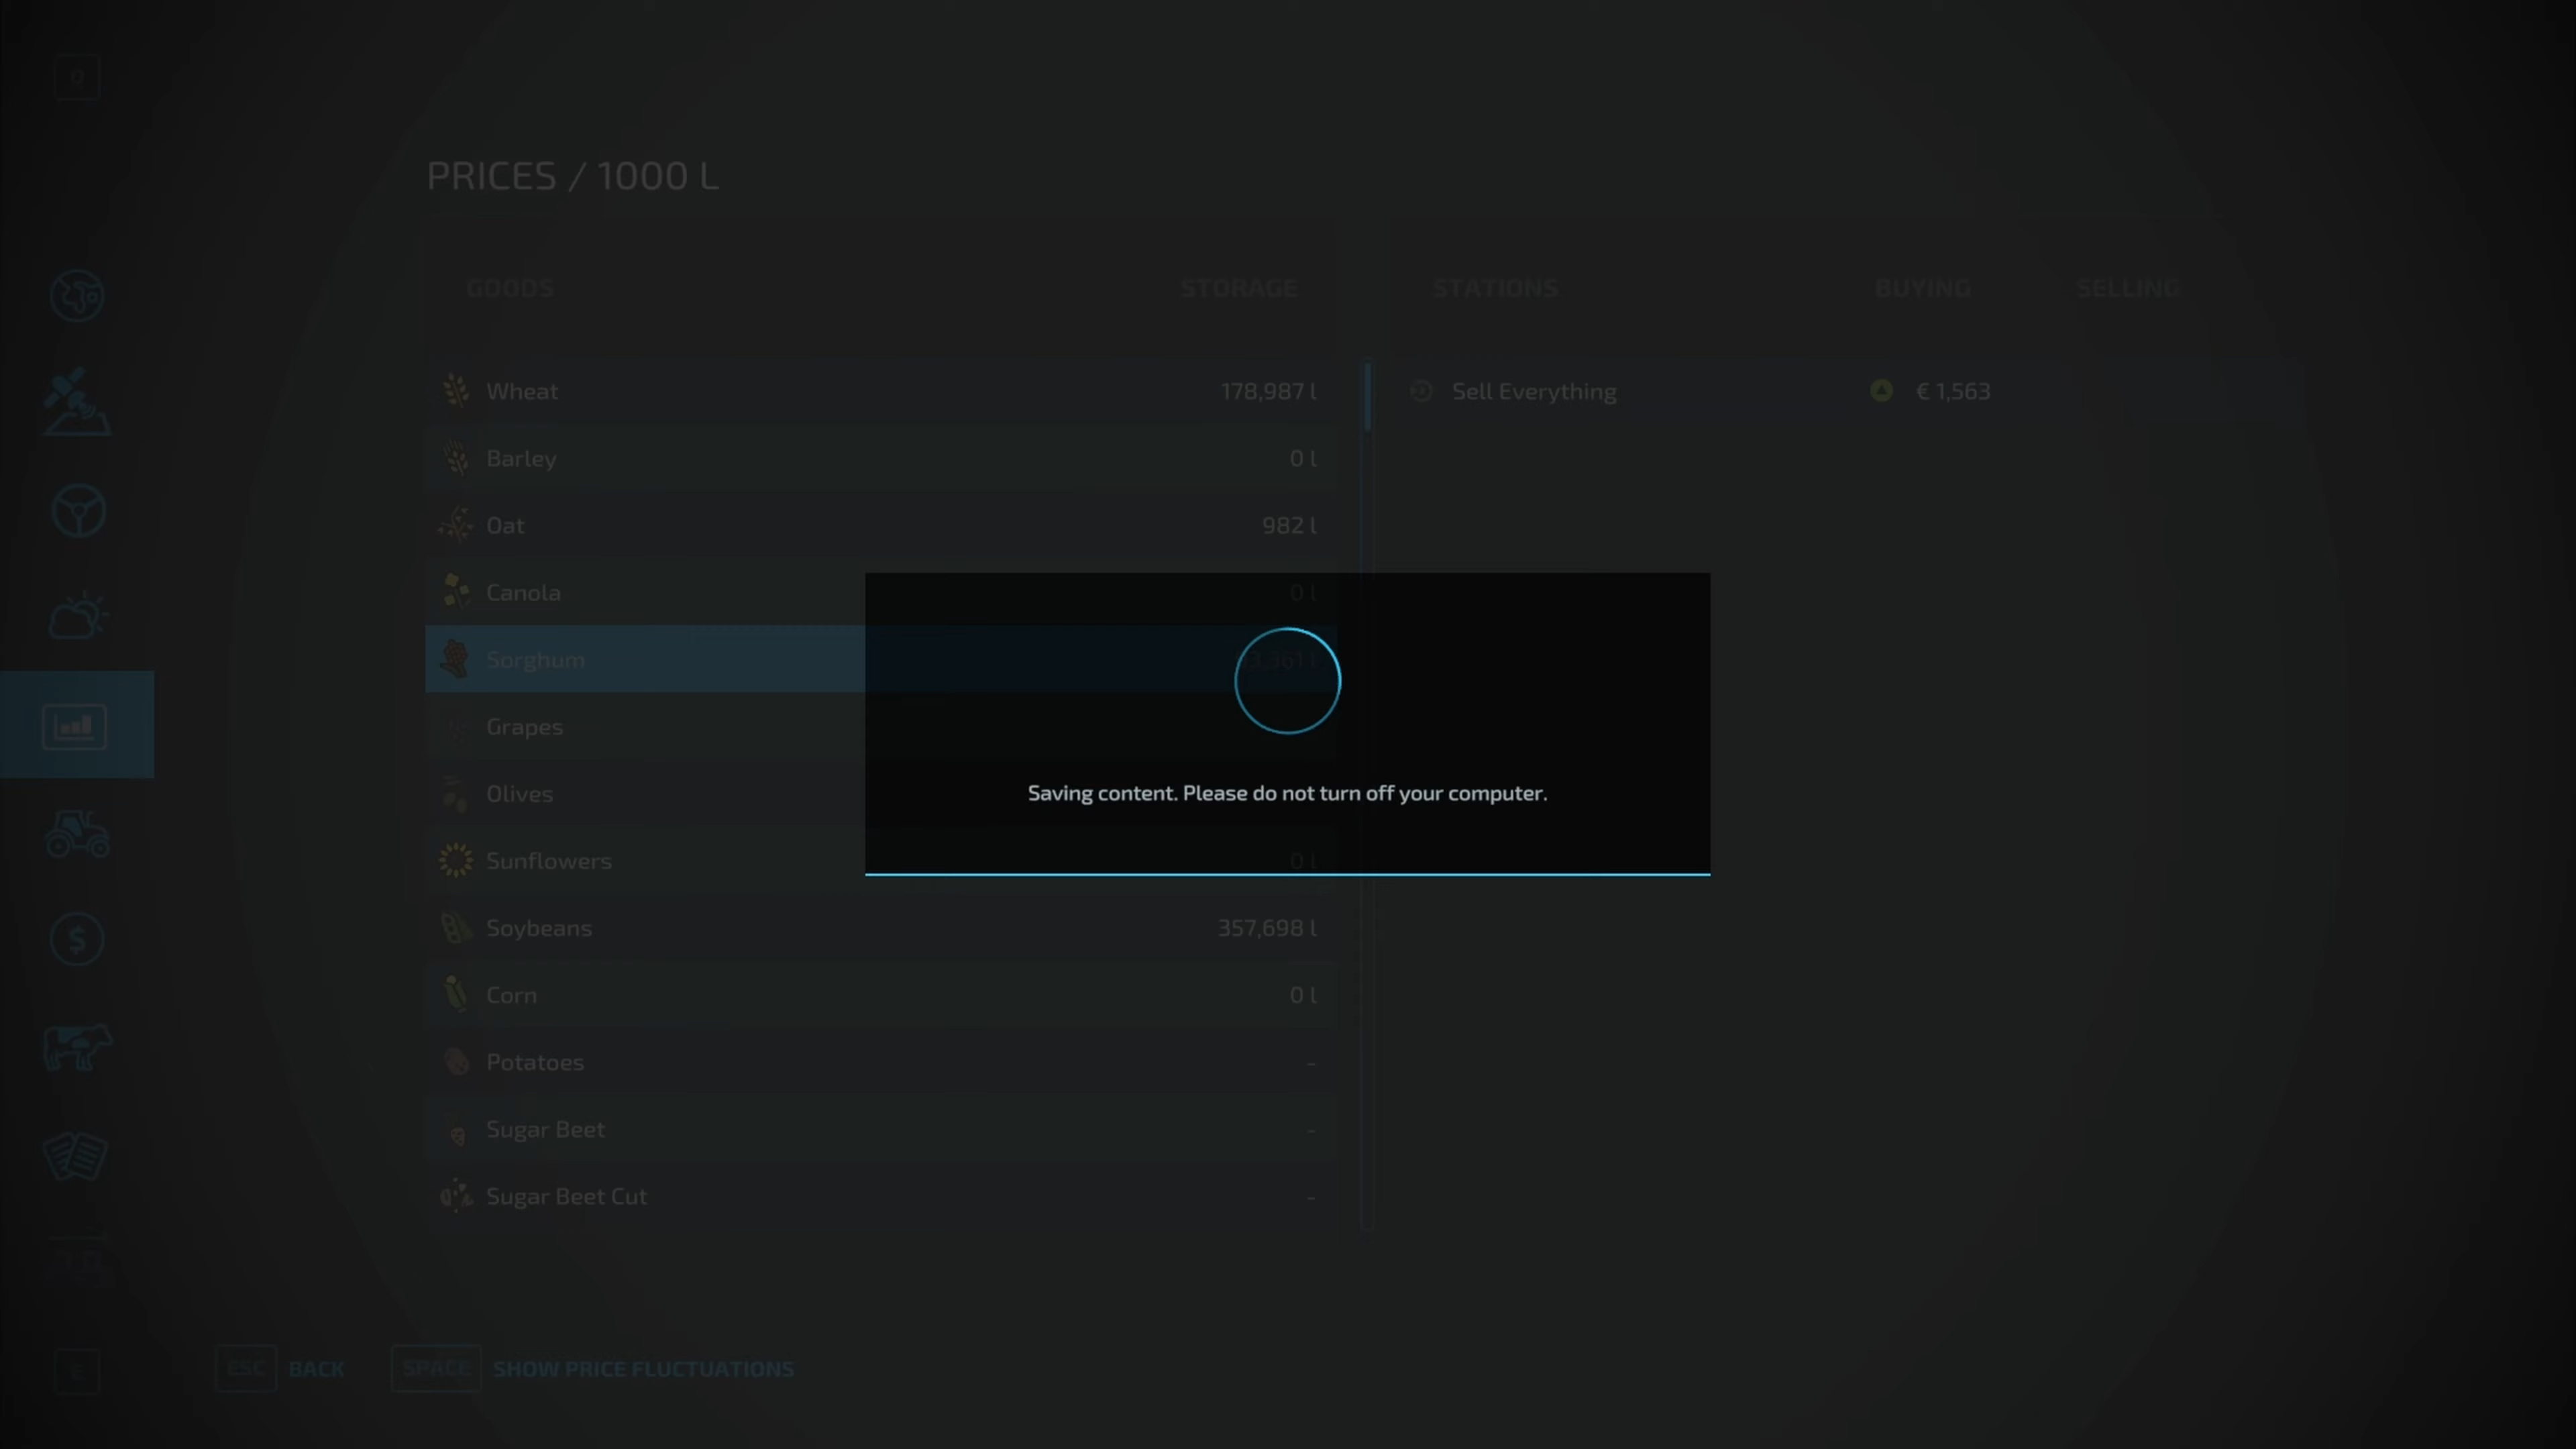 Q
PRICES / 1000 L
GOODS STORAGE STATIONS BUYING SELLING
Wheat 178,987 l Sell Everything € 1,563
Barley 0 l
Oat 982 l
Canola 0 l
Sorghum
Grapes
Olives
Saving content. Please do not turn off your computer.
Sunflowers 0 l
Soybeans 357,698 l
Corn 0 l
Potatoes -
Sugar Beet -
Sugar Beet Cut -
E ESC BACK SPACE SHOW PRICE FLUCTUATIONS